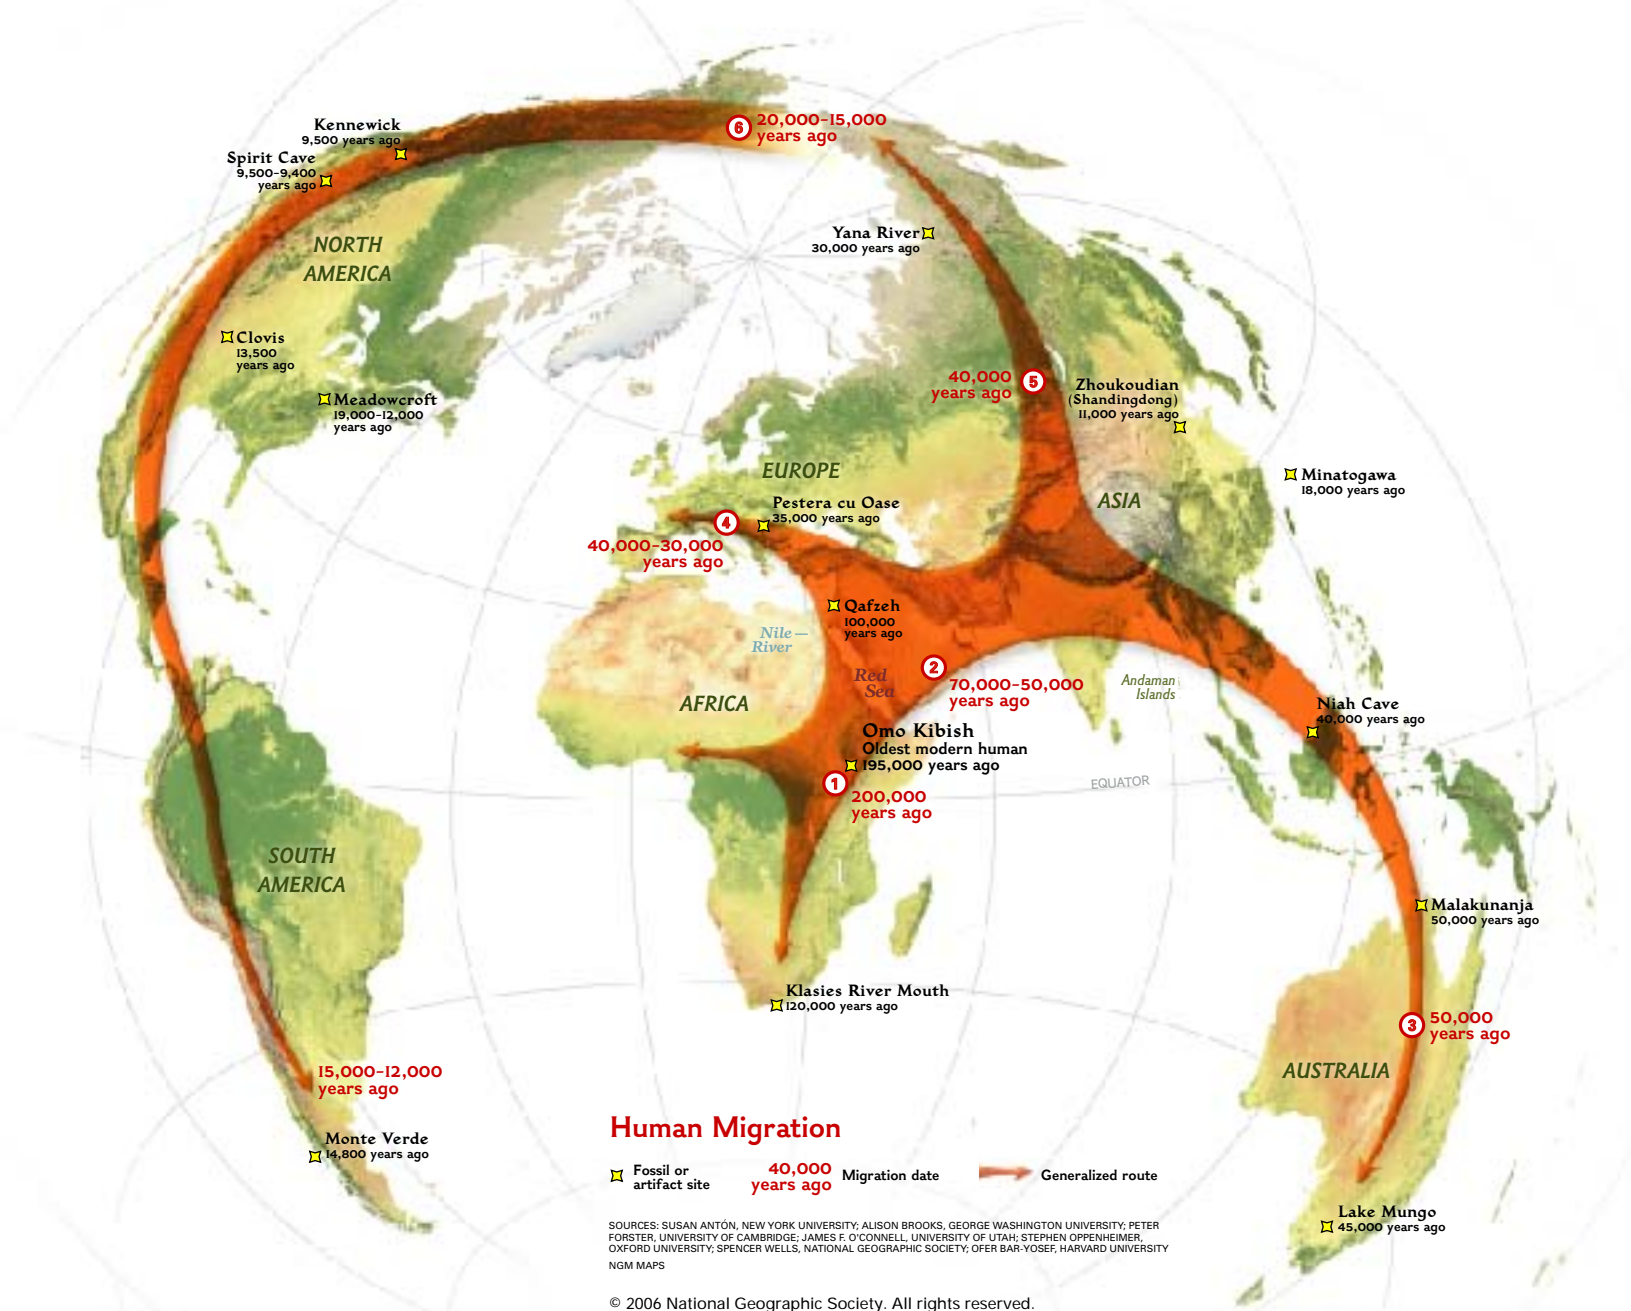 6
20,000–15,000
years ago
Kennewick
9,500 years ago
Spirit Cave
9,500–9,400
years ago
NORTH
AMERICA
Yana River
30,000 years ago
Clovis
13,500
years ago
Meadowcroft
19,000–12,000
years ago
40,000
years ago
5
Zhoukoudian
(Shandingdong)
11,000 years ago
EUROPE
ASIA
Minatogawa
18,000 years ago
Pestera cu Oase
35,000 years ago
4
40,000–30,000
years ago
Qafzeh
100,000
years ago
Nile
River
Red
Sea
2
70,000–50,000
years ago
Andaman
Islands
AFRICA
Niah Cave
40,000 years ago
Omo Kibish
Oldest modern human
195,000 years ago
1
200,000
years ago
EQUATOR
SOUTH
AMERICA
Malakunanja
50,000 years ago
Klasies River Mouth
120,000 years ago
3
50,000
years ago
AUSTRALIA
15,000–12,000
years ago
Monte Verde
14,800 years ago
Lake Mungo
45,000 years ago
Human Migration
Fossil or
artifact site
40,000
years ago
Migration date
Generalized route
SOURCES: SUSAN ANTÓN, NEW YORK UNIVERSITY; ALISON BROOKS, GEORGE WASHINGTON UNIVERSITY; PETER
FORSTER, UNIVERSITY OF CAMBRIDGE; JAMES F. O'CONNELL, UNIVERSITY OF UTAH; STEPHEN OPPENHEIMER,
OXFORD UNIVERSITY; SPENCER WELLS, NATIONAL GEOGRAPHIC SOCIETY; OFER BAR-YOSEF, HARVARD UNIVERSITY
NGM MAPS
© 2006 National Geographic Society. All rights reserved.